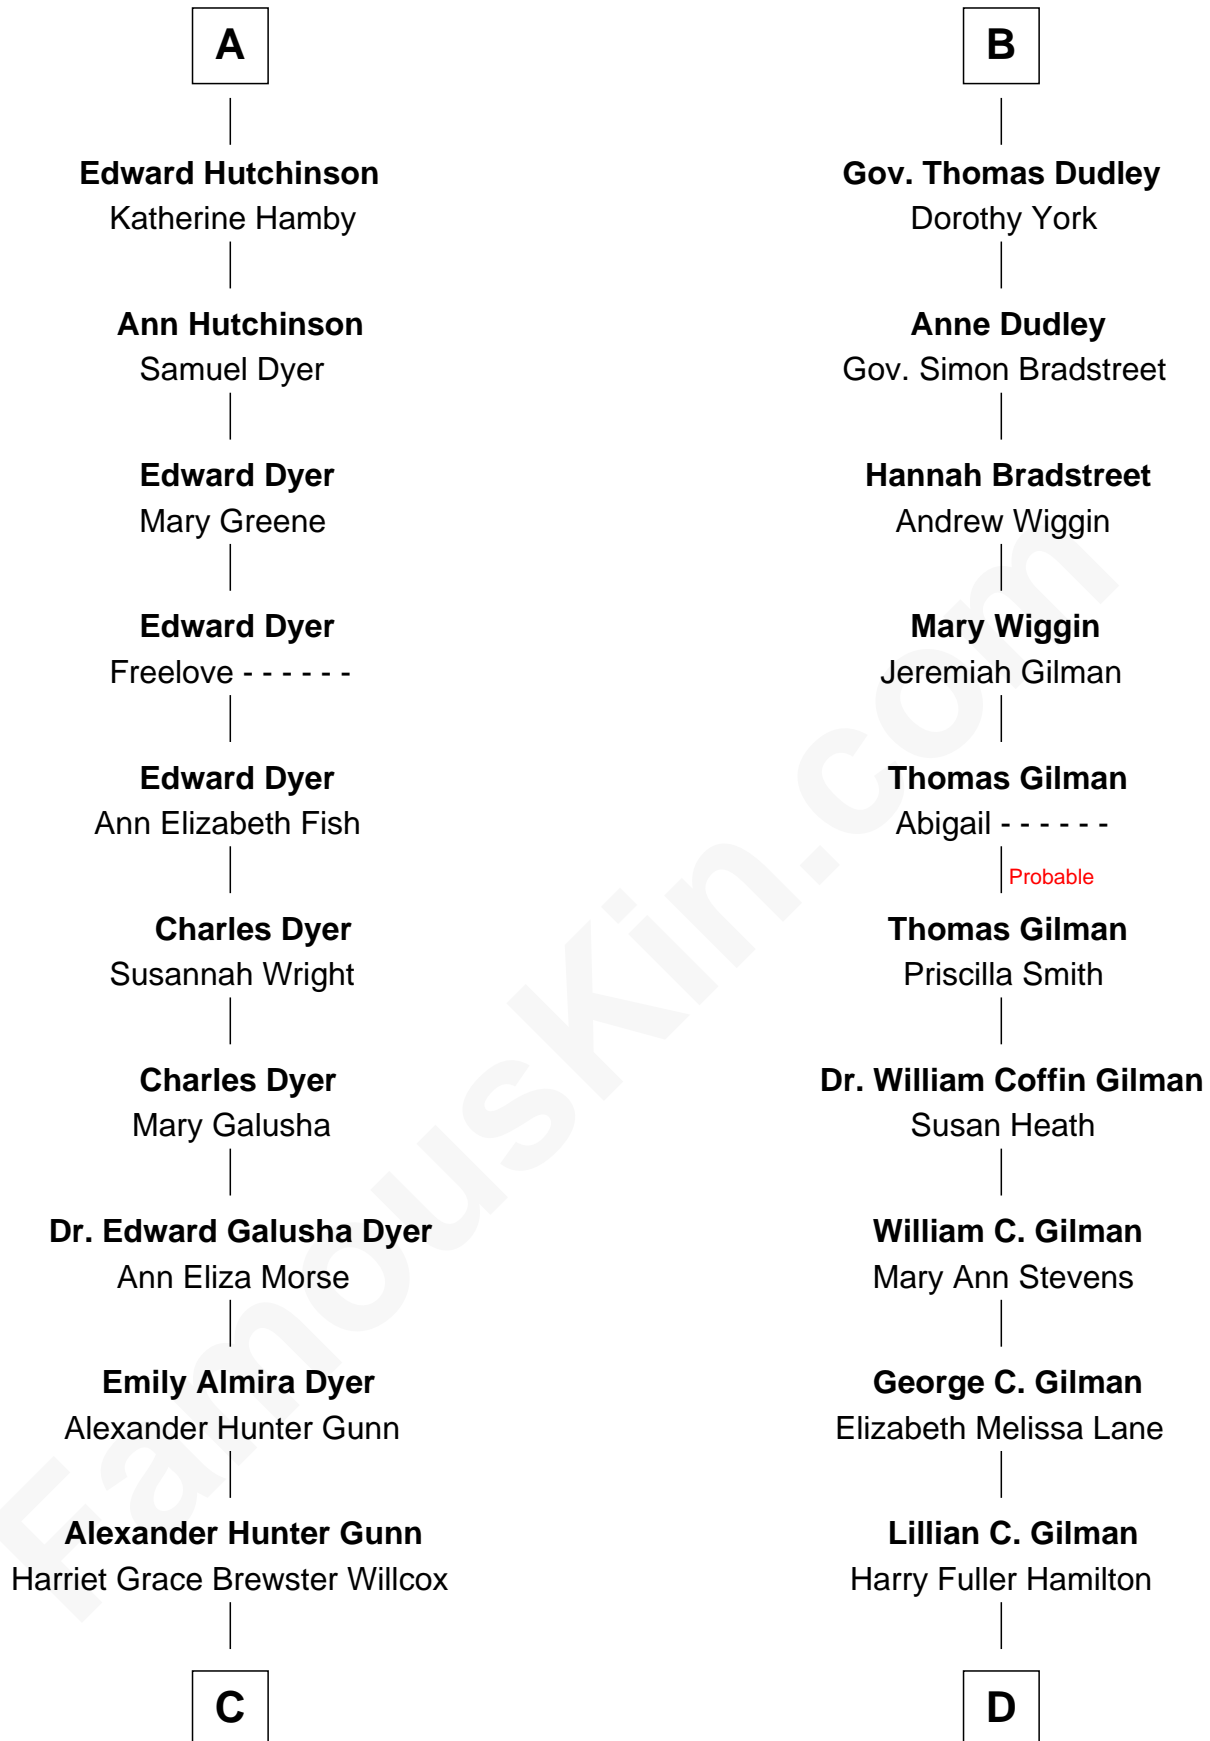 A
Edward Hutchinson
Katherine Hamby
Ann Hutchinson
Samuel Dyer
Edward Dyer
Mary Greene
Edward Dyer
Freelove - - - - - -
Edward Dyer
Ann Elizabeth Fish
Charles Dyer
Susannah Wright
Charles Dyer
Mary Galusha
Dr. Edward Galusha Dyer
Ann Eliza Morse
Emily Almira Dyer
Alexander Hunter Gunn
Alexander Hunter Gunn
Harriet Grace Brewster Willcox
C
B
Gov. Thomas Dudley
Dorothy York
Anne Dudley
Gov. Simon Bradstreet
Hannah Bradstreet
Andrew Wiggin
Mary Wiggin
Jeremiah Gilman
Thomas Gilman
Abigail - - - - - -
Probable
Thomas Gilman
Priscilla Smith
Dr. William Coffin Gilman
Susan Heath
William C. Gilman
Mary Ann Stevens
George C. Gilman
Elizabeth Melissa Lane
Lillian C. Gilman
Harry Fuller Hamilton
D
FamousKin.com